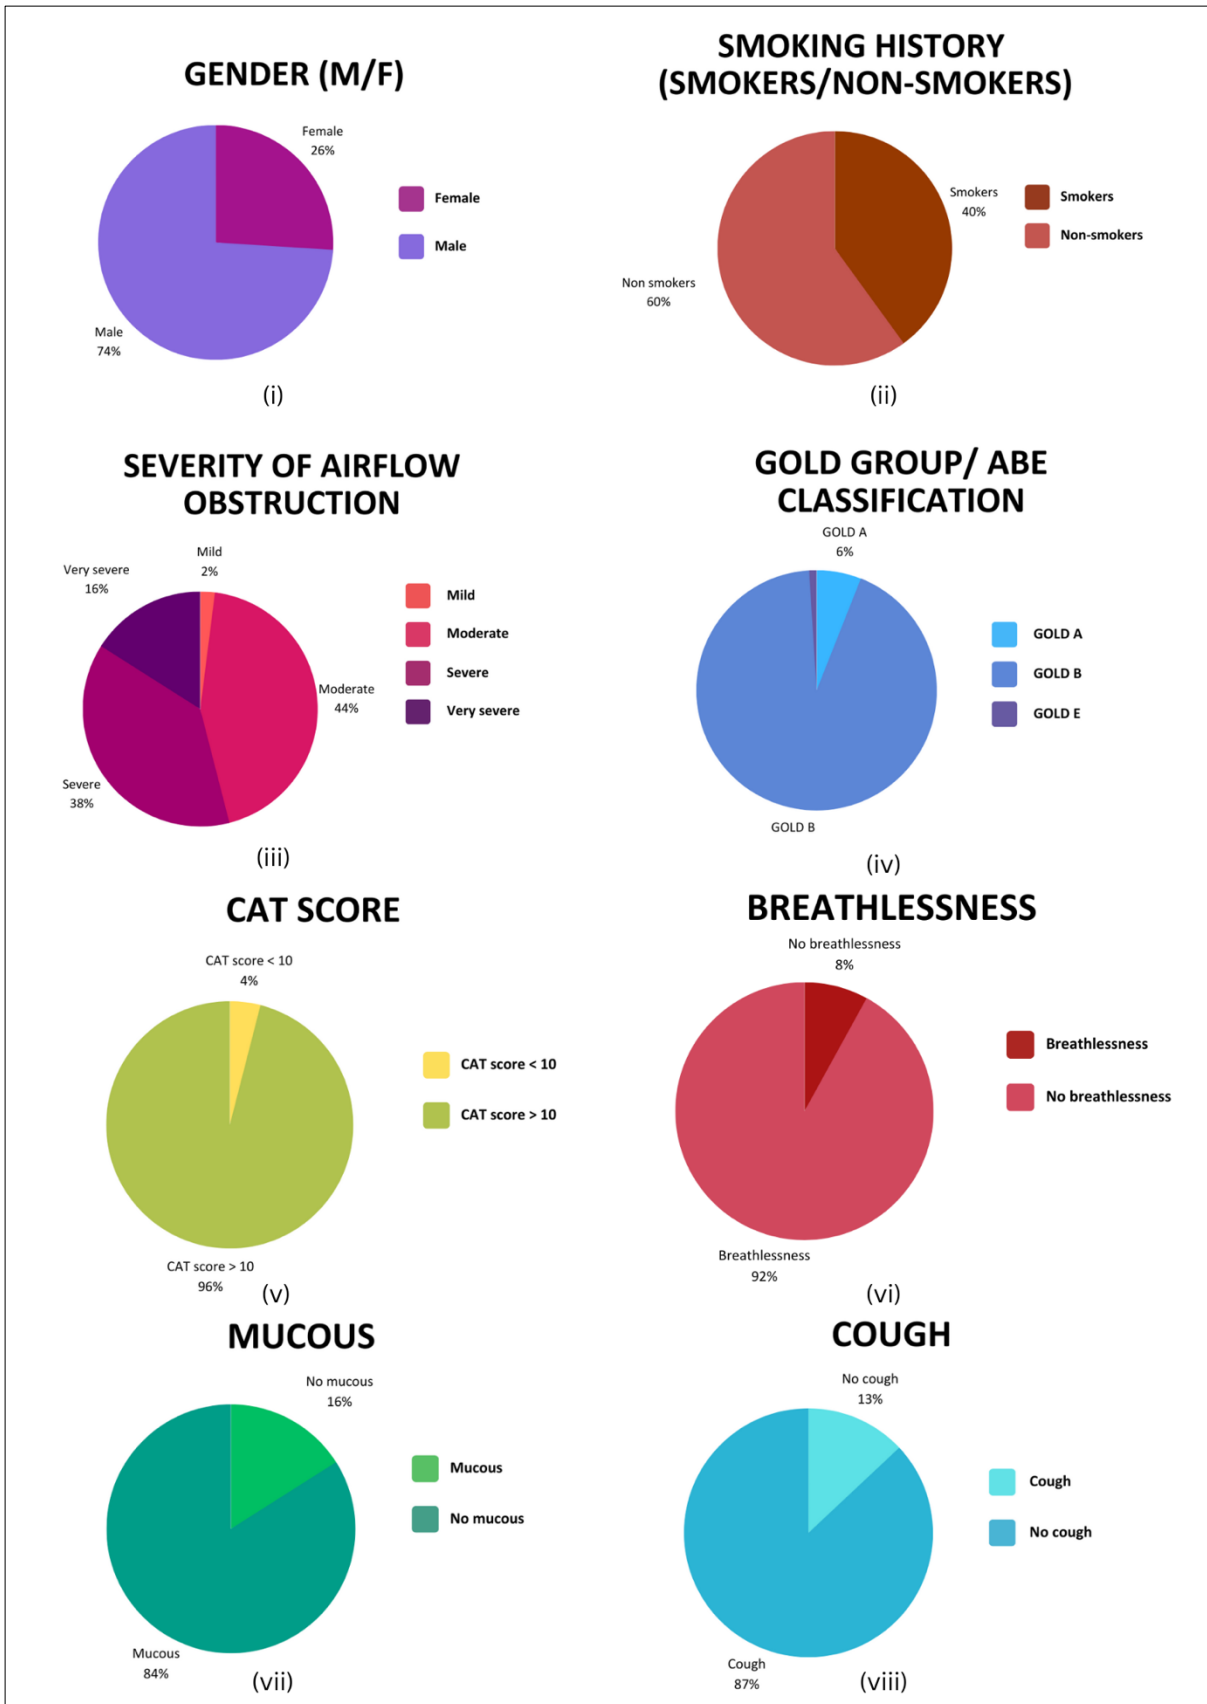 GENDER (M/F)
Female
26%
Male
74%
Female
Male
(i)
SMOKING HISTORY
(SMOKERS/NON-SMOKERS)
Smokers
40%
Non smokers
60%
Smokers
Non-smokers
(ii)
SEVERITY OF AIRFLOW
OBSTRUCTION
Mild
2%
Very severe
16%
Moderate
44%
Severe
38%
Mild
Moderate
Severe
Very severe
(iii)
GOLD GROUP/ ABE
CLASSIFICATION
GOLD A
6%
GOLD B
GOLD A
GOLD B
GOLD E
(iv)
CAT SCORE
CAT score < 10
4%
CAT score > 10
96%
CAT score < 10
CAT score > 10
(v)
BREATHLESSNESS
No breathlessness
8%
Breathlessness
92%
Breathlessness
No breathlessness
(vi)
MUCOUS
No mucous
16%
Mucous
84%
Mucous
No mucous
(vii)
COUGH
No cough
13%
Cough
87%
Cough
No cough
(viii)